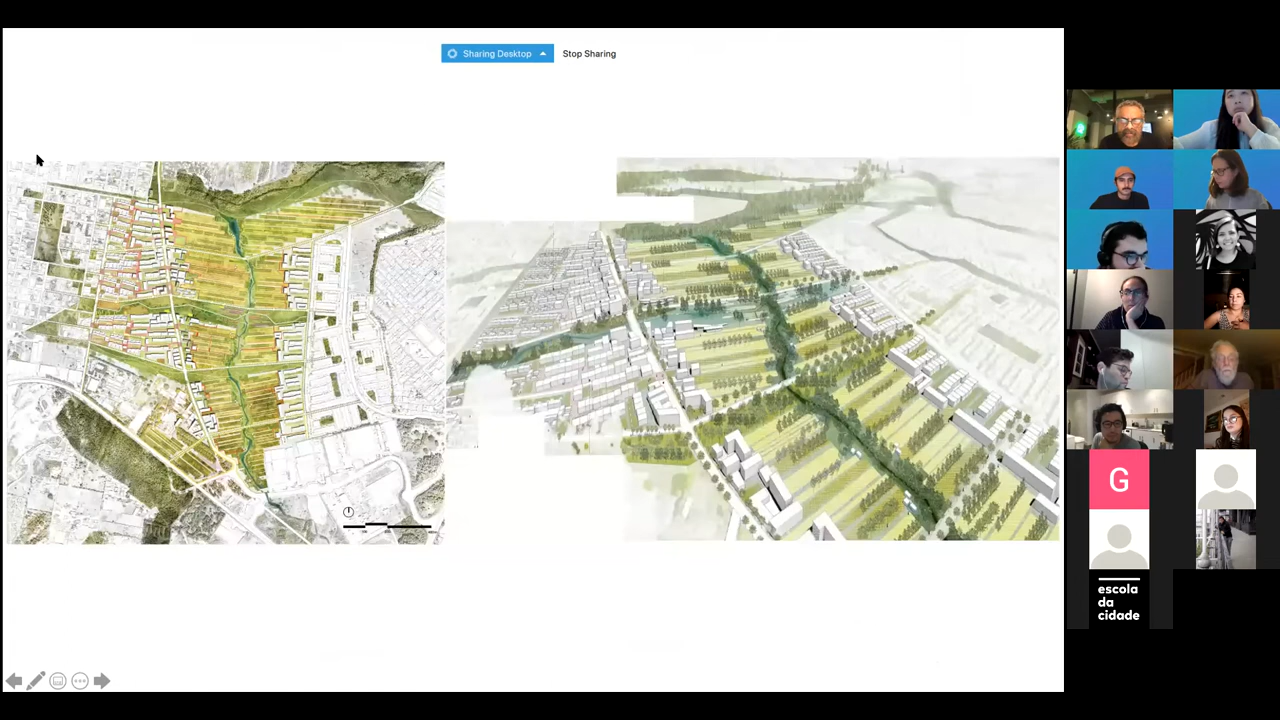 Sharing Desktop
Stop Sharing
G
escola
da
cidade